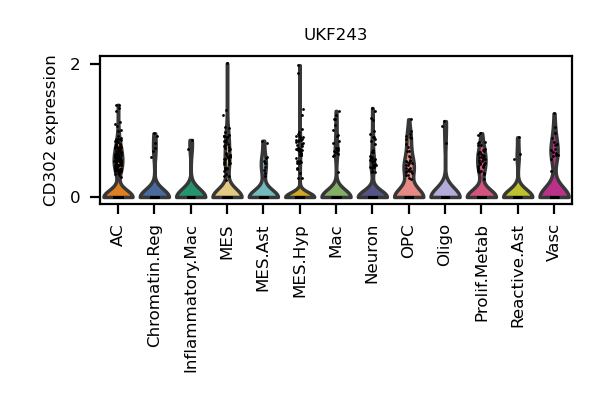 UKF243
CD302 expression
2
0
AC
Chromatin.Reg
Inflammatory.Mac
MES
MES.Ast
MES.Hyp
Mac
Neuron
OPC
Oligo
Prolif.Metab
Reactive.Ast
Vasc